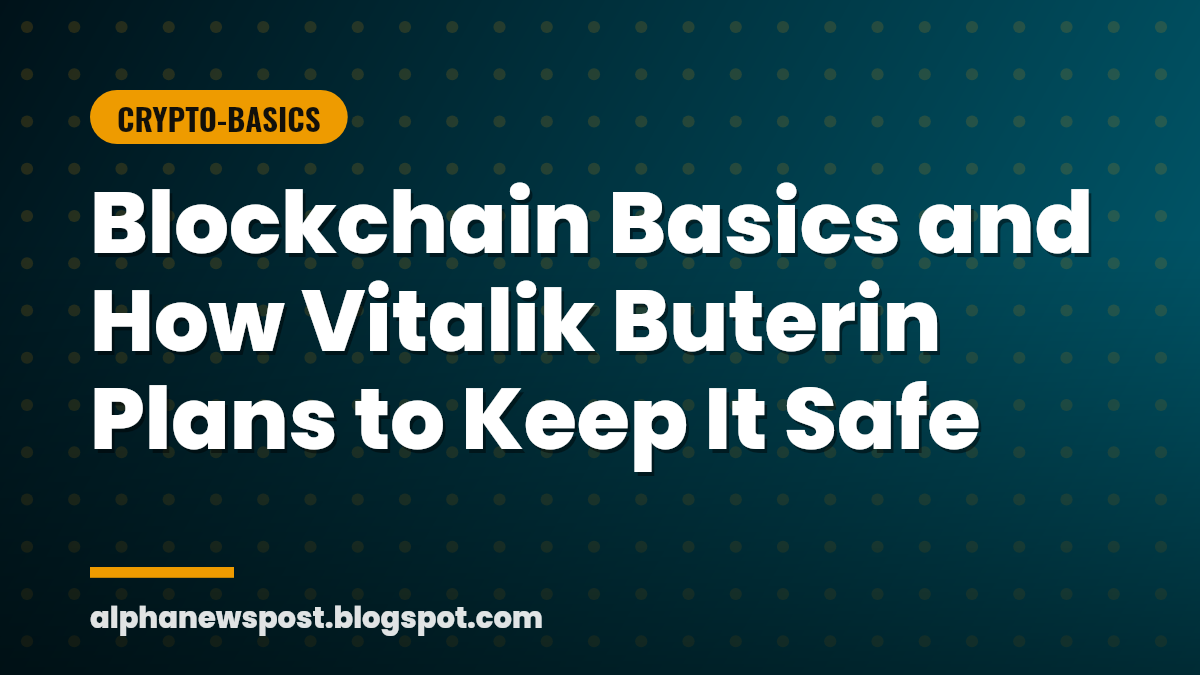 CRYPTO-BASICS
Blockchain Basics and
How Vitalik Buterin
Plans to Keep It Safe
alphanewspost.blogspot.com